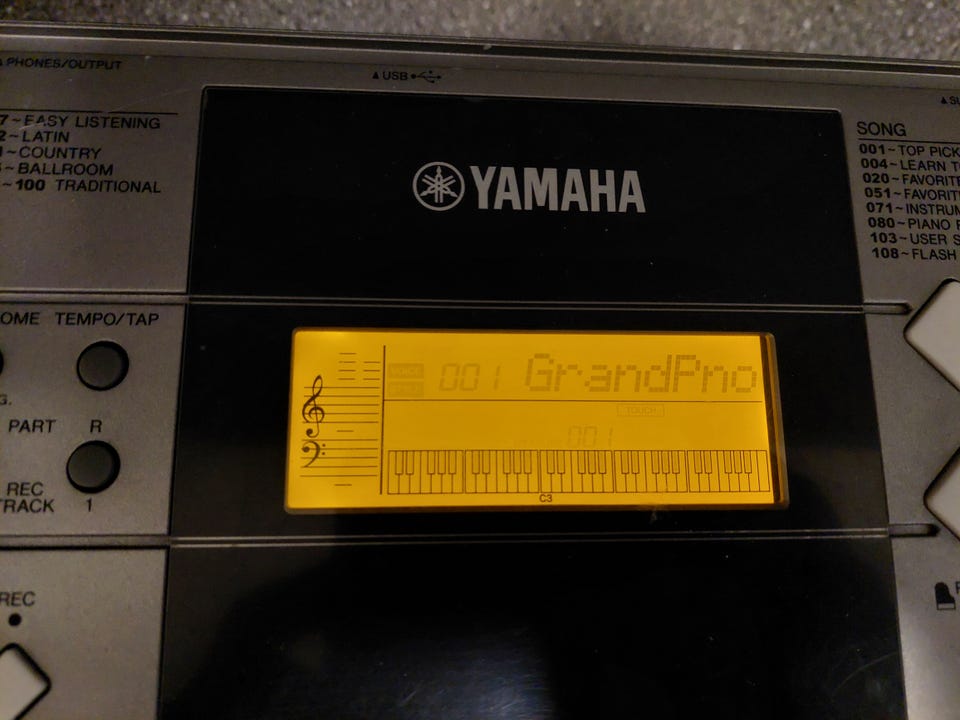 PHONES/OUTPUT
USB
7~EASY LISTENING
LATIN
COUNTRY
BALLROOM
~100 TRADITIONAL
YAMAHA
SONG
001~TOP PICK
004~LEARN T
020~FAVORITE
051~FAVORIT
071~INSTRUM
080~PIANO
103~USER S
108~FLASH
OME TEMPO/TAP
G.
PART R
REC
TRACK 1
REC
VOICE
001 GrandPno
TOUCH
001
C3